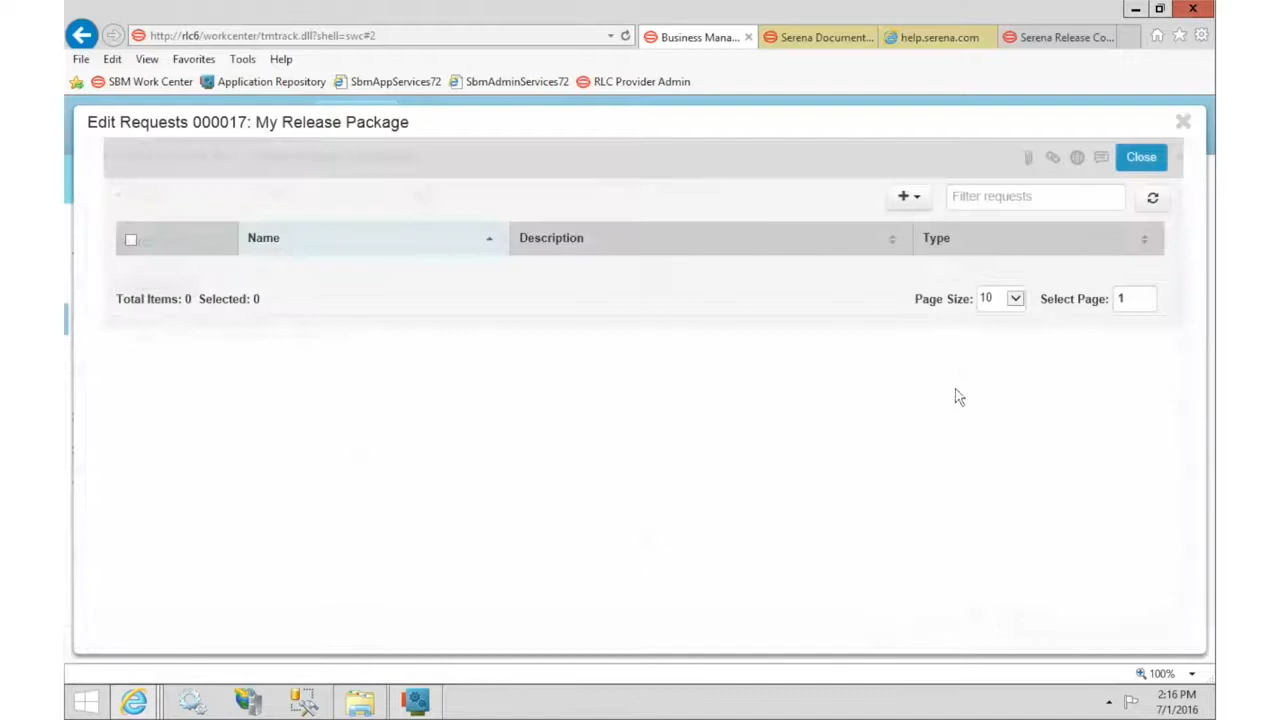 http://rlc6/workcenter/tmtrack.dll?shell=swc#2
Business Mana...
Serena Document...
help.serena.com
Serena Release Co...
File Edit View Favorites Tools Help
SBM Work Center Application Repository SbmAppServices72 SbmAdminServices72 RLC Provider Admin
Edit Requests 000017: My Release Package
Close
Filter requests
Name Description Type
Total Items: 0 Selected: 0 Page Size: 10 Select Page: 1
100%
2:16 PM
7/1/2016